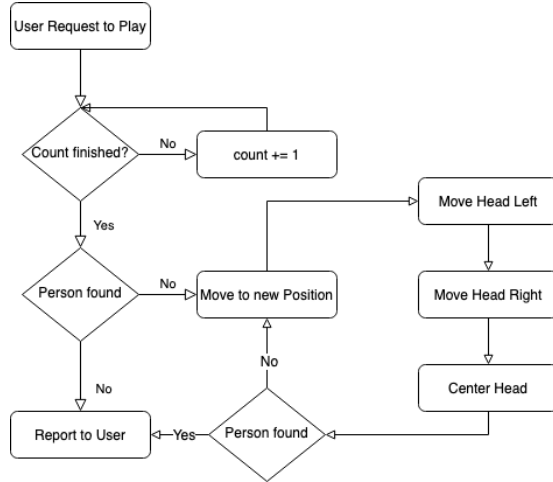 User Request to Play
Count finished?
No
count += 1
Yes
Move Head Left
Person found
No
Move to new Position
Move Head Right
No
No
Center Head
Report to User
Yes
Person found